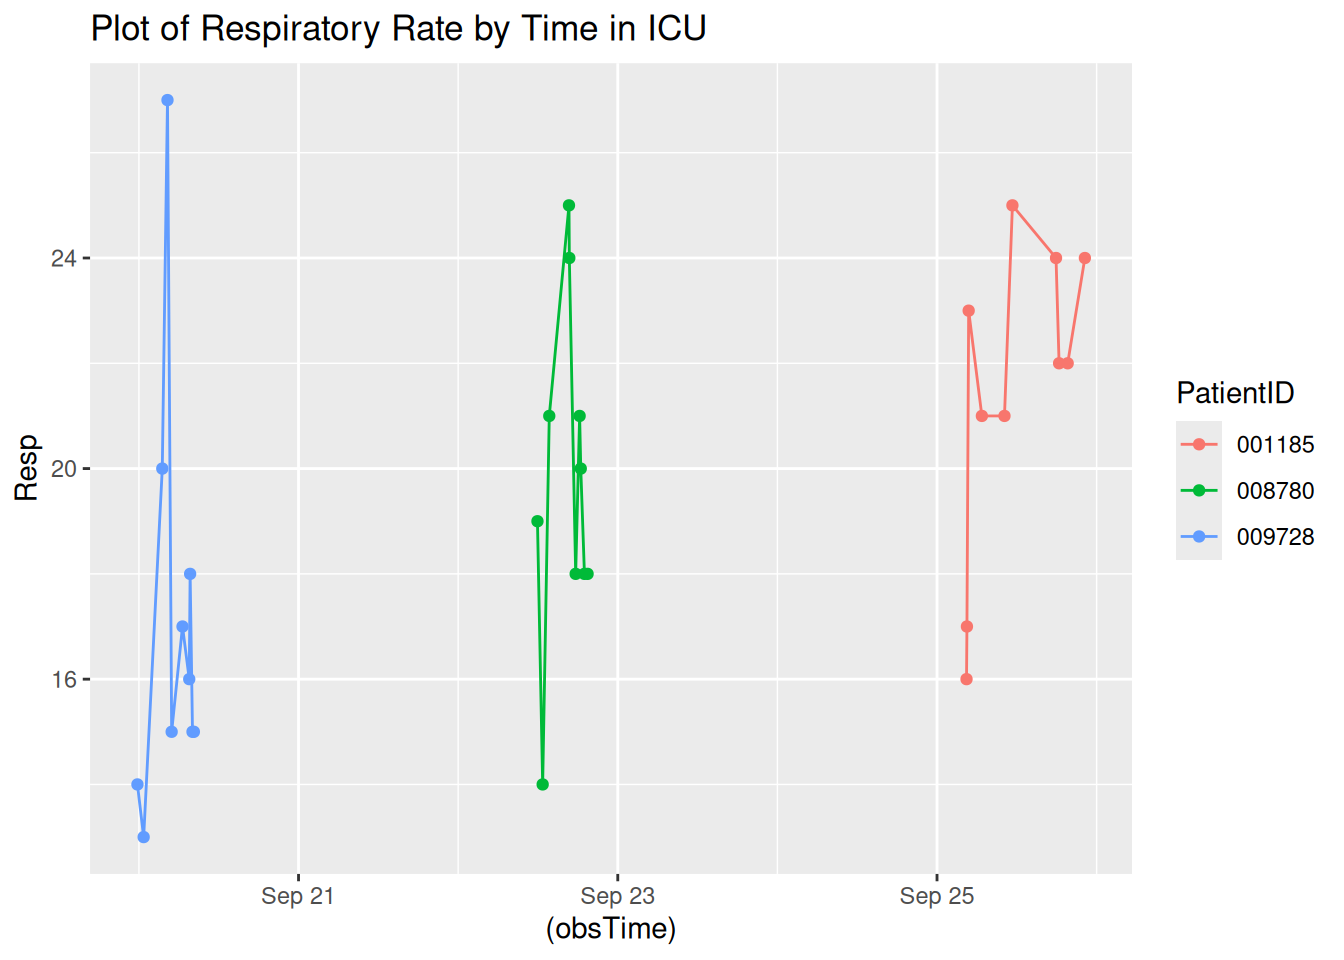 Plot of Respiratory Rate by Time in ICU
24
20
16
Resp
Sep 21
Sep 23
Sep 25
(obsTime)
PatientID
001185
008780
009728